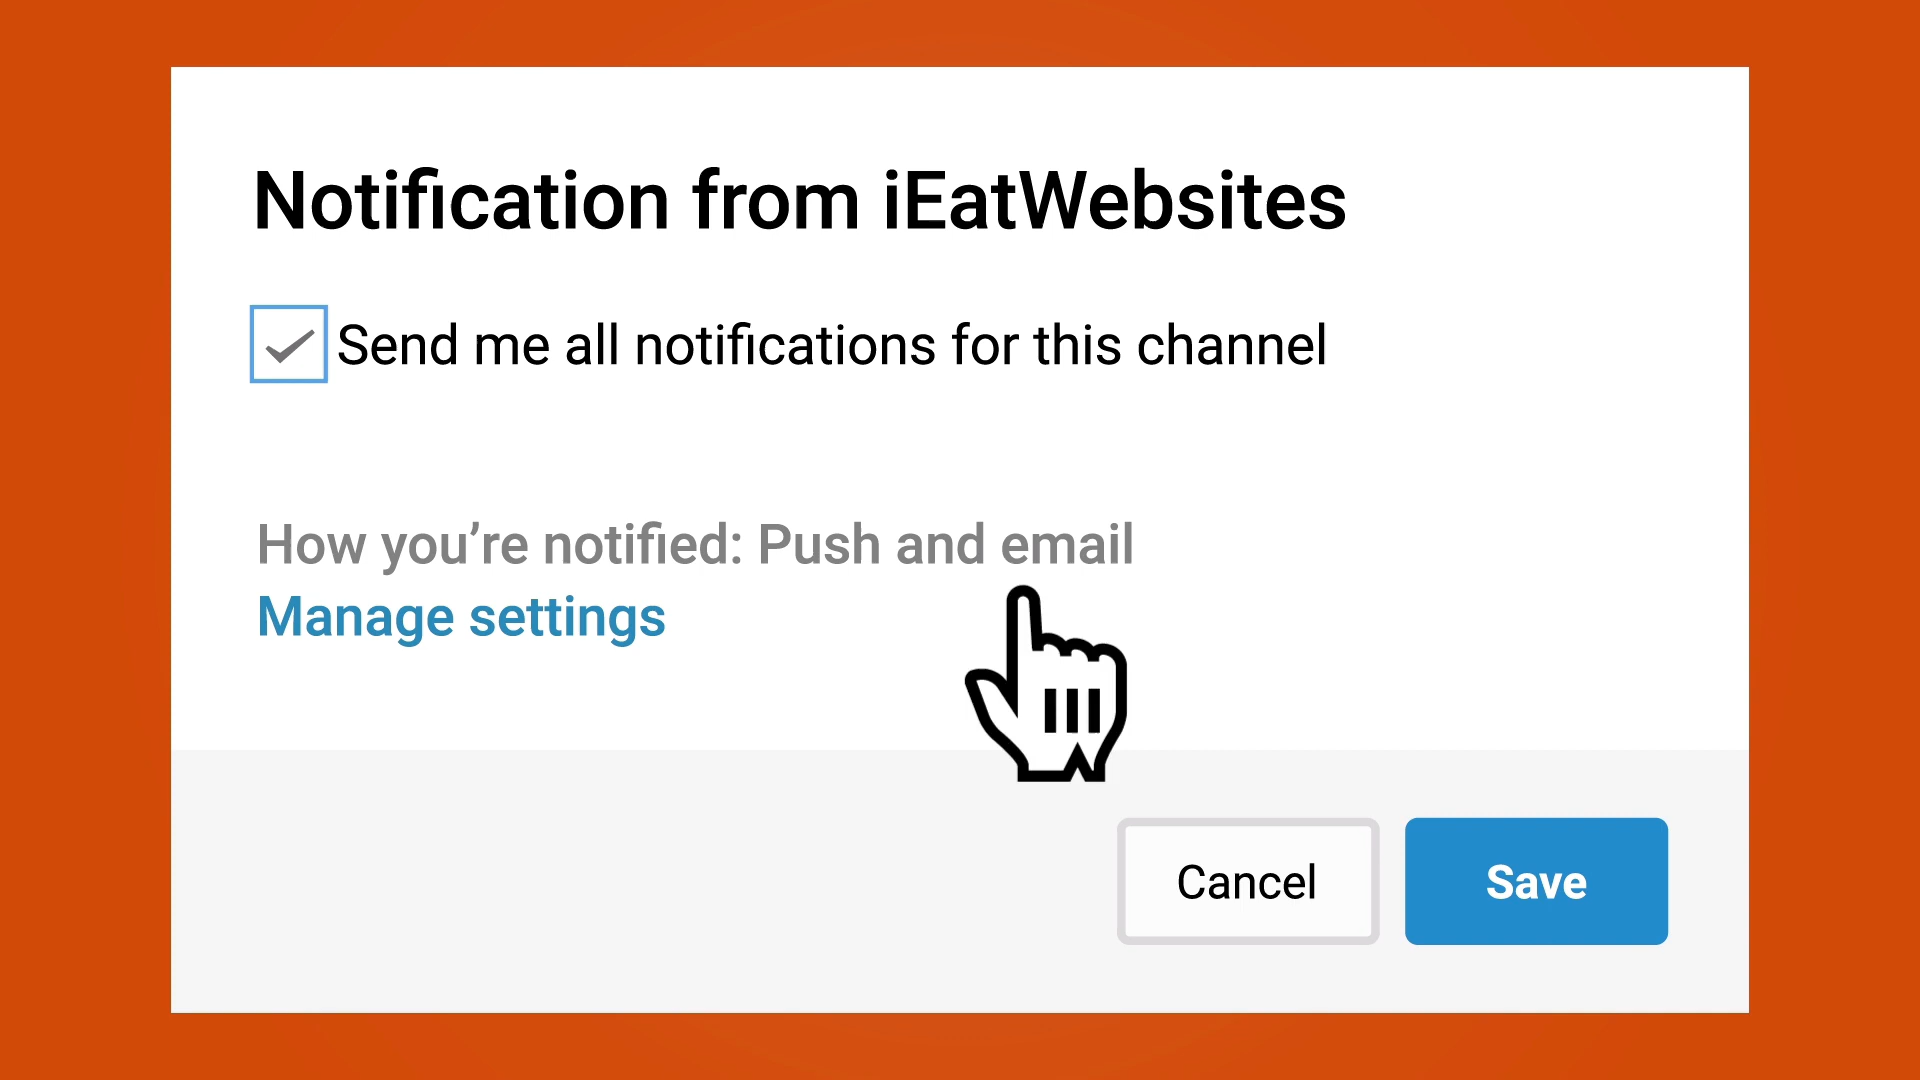 Notification from iEatWebsites
Send me all notifications for this channel
How you’re notified: Push and email
Manage settings
Cancel
Save